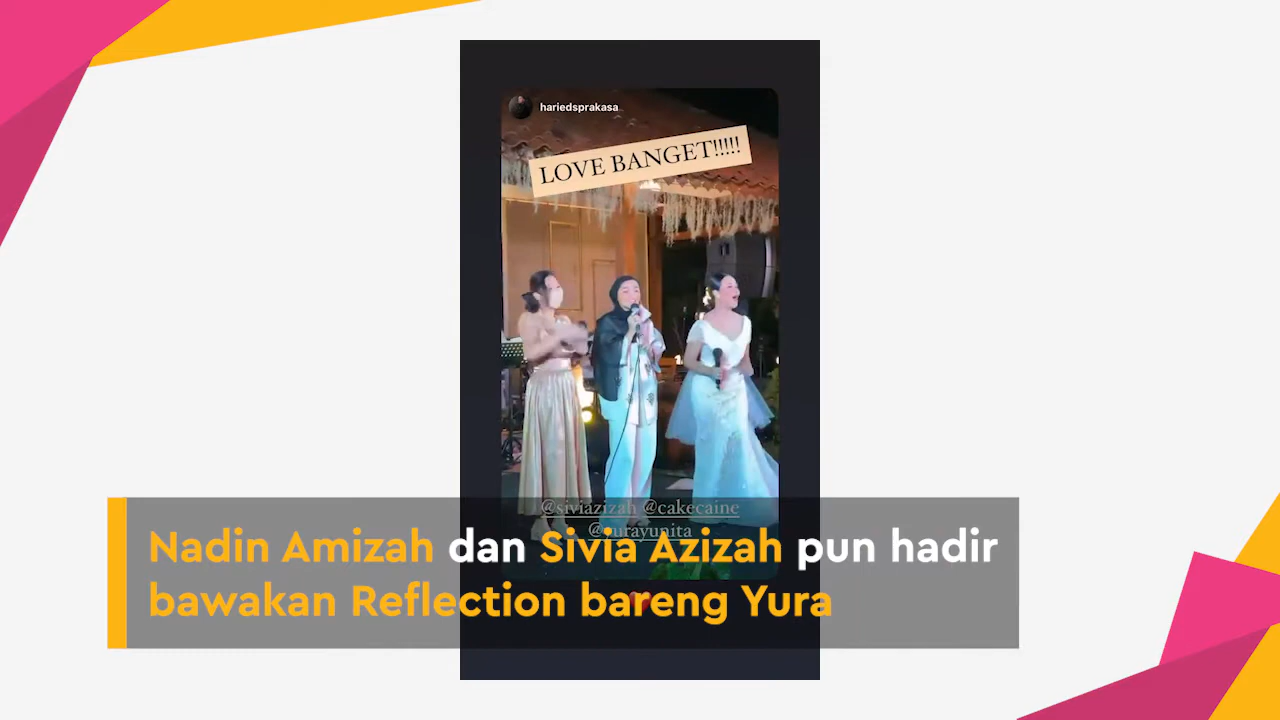 hariedsprakasa
LOVE BANGET!!!!!
@siviazizah @cakecaine
@yurayunita
Nadin Amizah dan Sivia Azizah pun hadir
bawakan Reflection bareng Yura